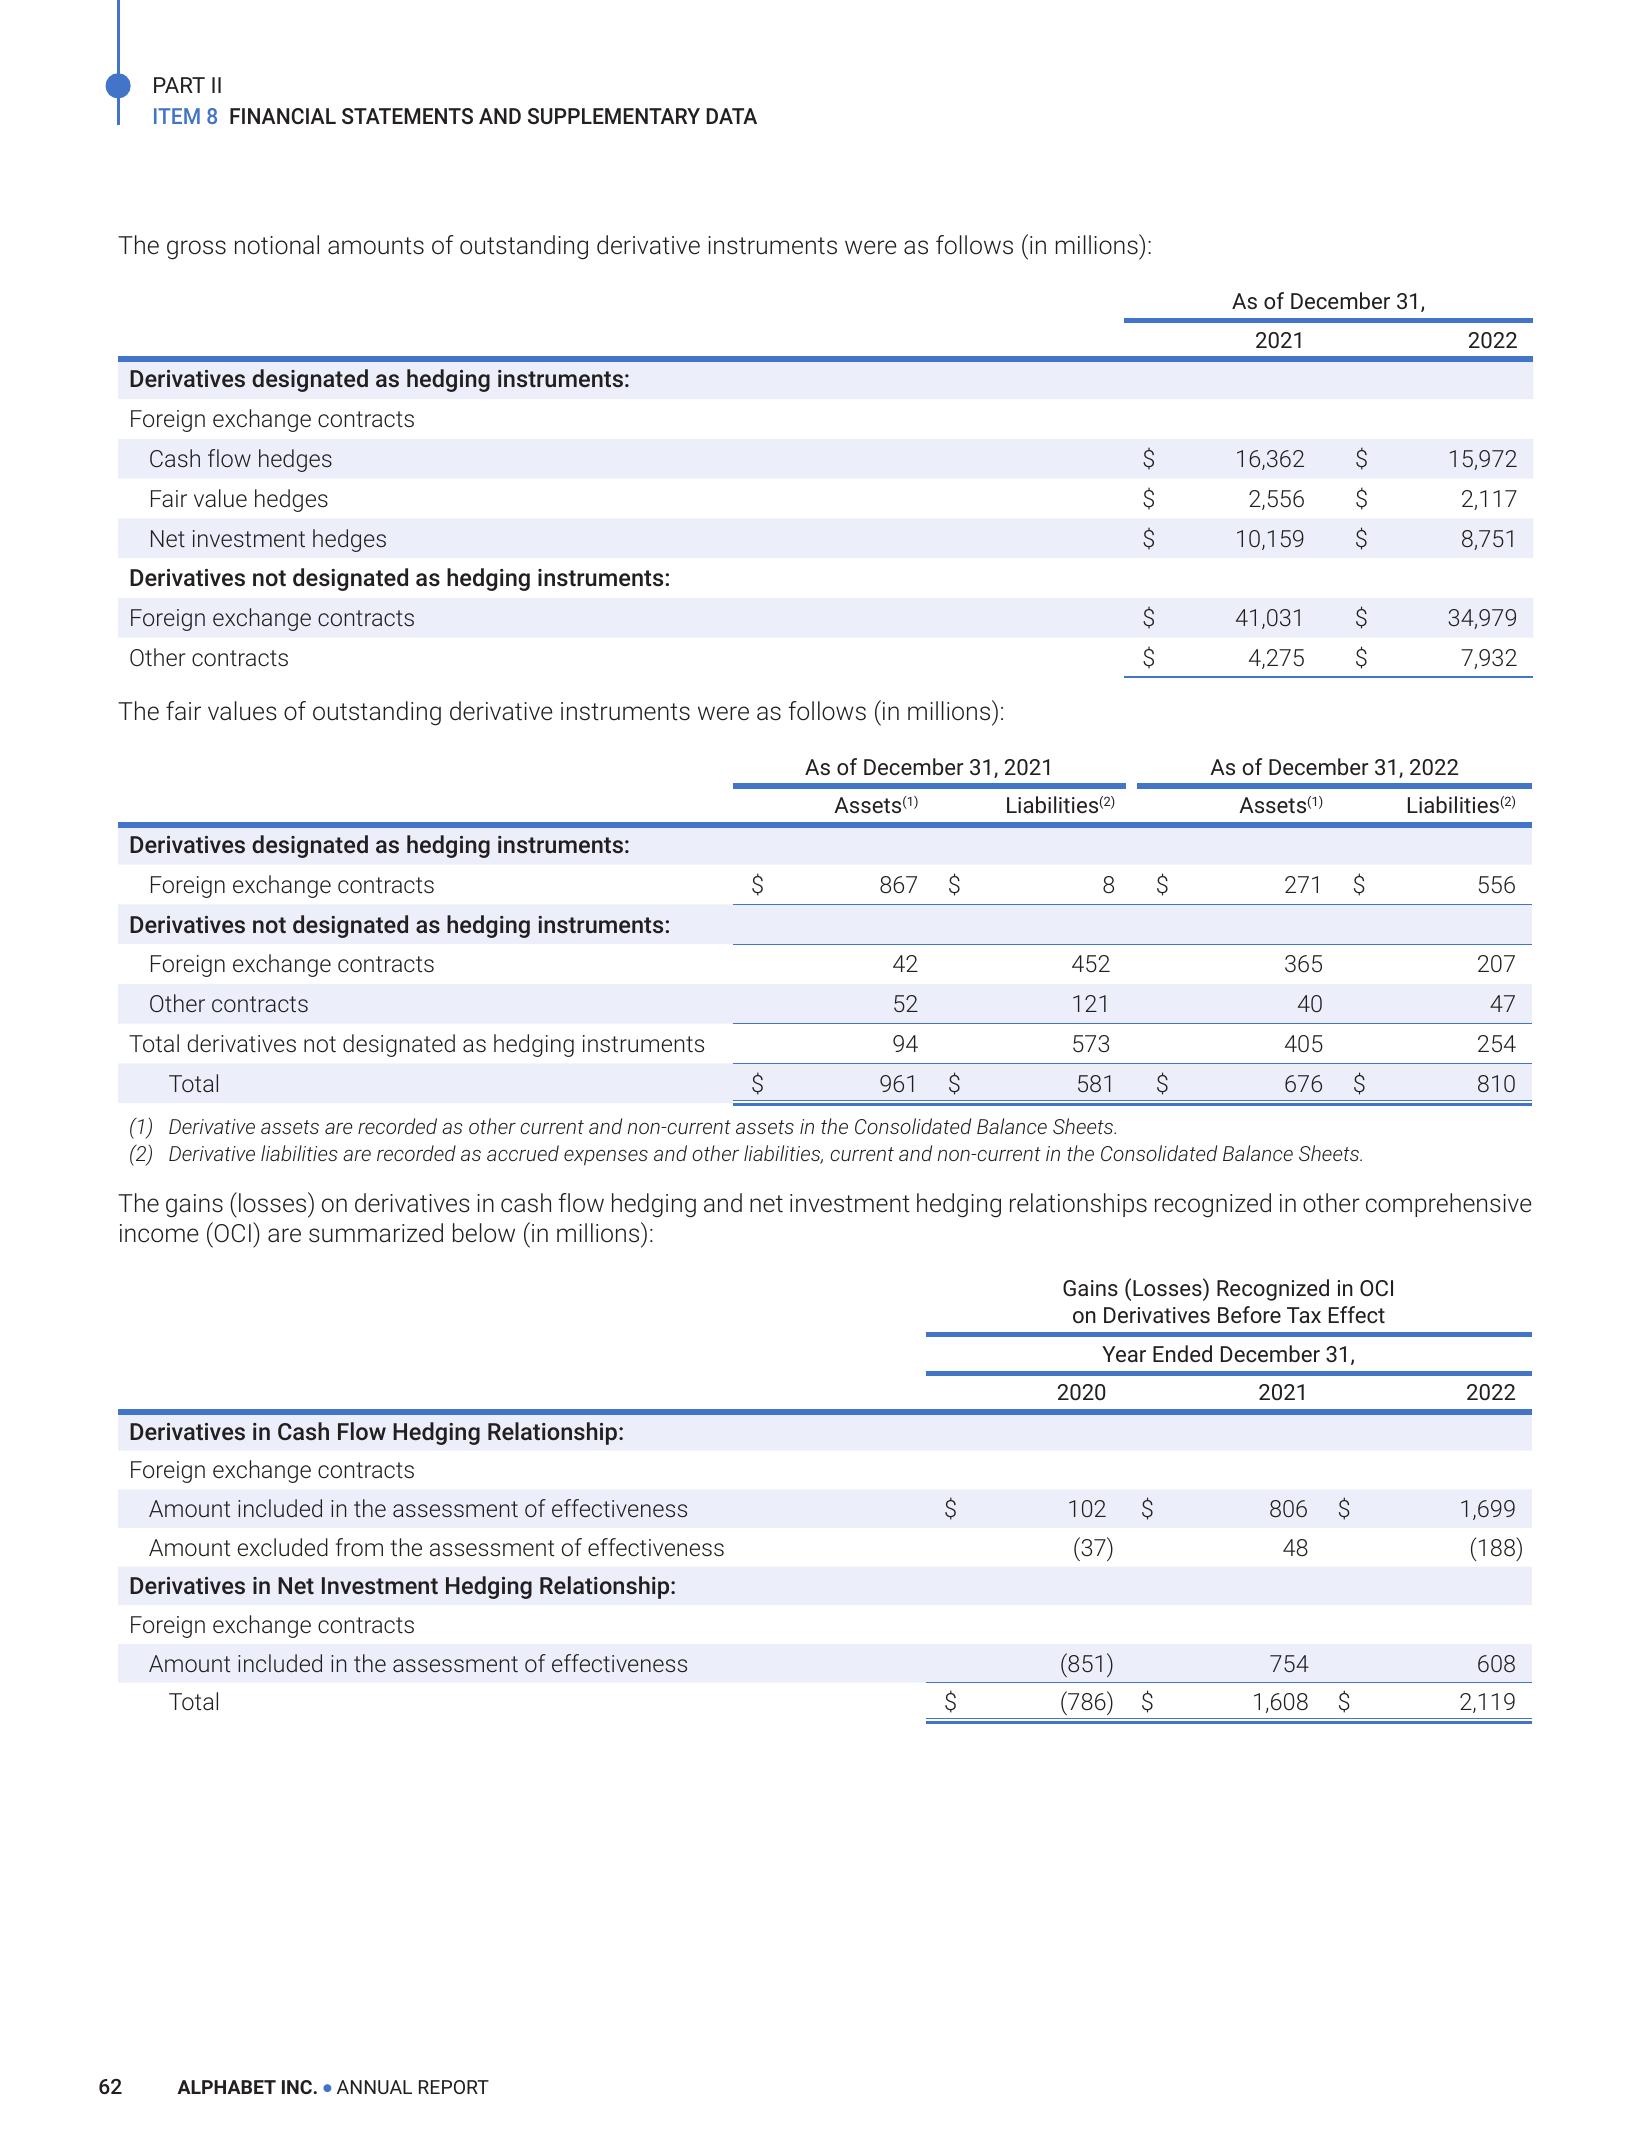 PART II
ITEM 8 FINANCIAL STATEMENTS AND SUPPLEMENTARY DATA
The gross notional amounts of outstanding derivative instruments were as follows (in millions):
As of December 31,
2021 2022
Derivatives designated as hedging instruments:
Foreign exchange contracts
Cash flow hedges $ 16,362 $ 15,972
Fair value hedges $ 2,556 $ 2,117
Net investment hedges $ 10,159 $ 8,751
Derivatives not designated as hedging instruments:
Foreign exchange contracts $ 41,031 $ 34,979
Other contracts $ 4,275 $ 7,932
The fair values of outstanding derivative instruments were as follows (in millions):
As of December 31, 2021 As of December 31, 2022
Assets(1) Liabilities(2) Assets(1) Liabilities(2)
Derivatives designated as hedging instruments:
Foreign exchange contracts $ 867 $ 8 $ 271 $ 556
Derivatives not designated as hedging instruments:
Foreign exchange contracts 42 452 365 207
Other contracts 52 121 40 47
Total derivatives not designated as hedging instruments 94 573 405 254
Total $ 961 $ 581 $ 676 $ 810
(1) Derivative assets are recorded as other current and non-current assets in the Consolidated Balance Sheets.
(2) Derivative liabilities are recorded as accrued expenses and other liabilities, current and non-current in the Consolidated Balance Sheets.
The gains (losses) on derivatives in cash flow hedging and net investment hedging relationships recognized in other comprehensive
income (OCI) are summarized below (in millions):
Gains (Losses) Recognized in OCI
on Derivatives Before Tax Effect
Year Ended December 31,
2020 2021 2022
Derivatives in Cash Flow Hedging Relationship:
Foreign exchange contracts
Amount included in the assessment of effectiveness $ 102 $ 806 $ 1,699
Amount excluded from the assessment of effectiveness (37) 48 (188)
Derivatives in Net Investment Hedging Relationship:
Foreign exchange contracts
Amount included in the assessment of effectiveness (851) 754 608
Total $ (786) $ 1,608 $ 2,119
62 ALPHABET INC. • ANNUAL REPORT